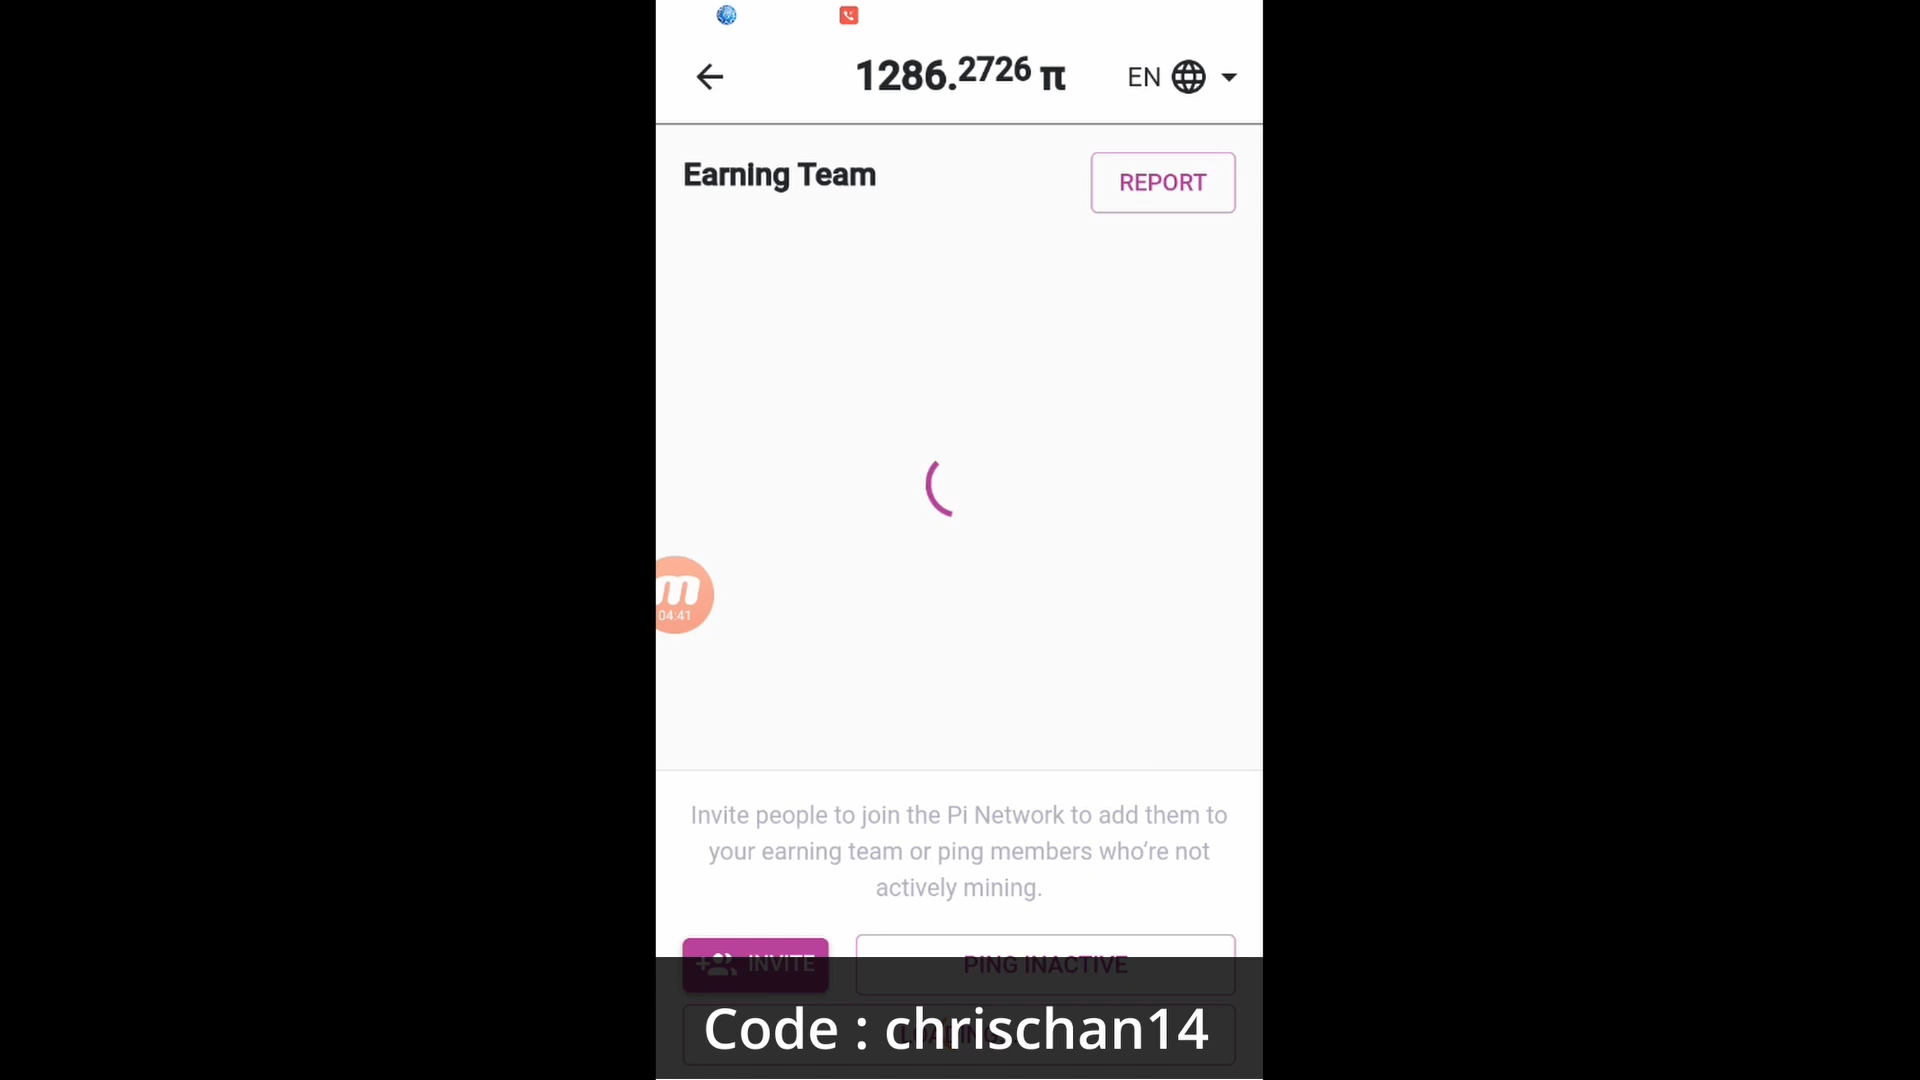 1286.2726 π
EN
Earning Team
REPORT
m
04:41
Invite people to join the Pi Network to add them to
your earning team or ping members who’re not
actively mining.
INVITE
PING INACTIVE
LOADING
Code : chrischan14